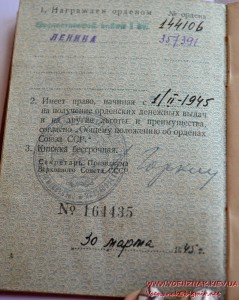 1. Награжден орденом
№ ордена
144106
357391
ЛЕНИНА
2. Имеет право, начиная с 1/II-1945
на получение орденских денежных выдач
и на другие льготы и преимущества,
согласно „Общему положению об орденах
Союза ССР."
3. Книжка бессрочная.
Секретарь Президиума
Верховного Совета СССР
№ 164435
30 марта 1945 г.